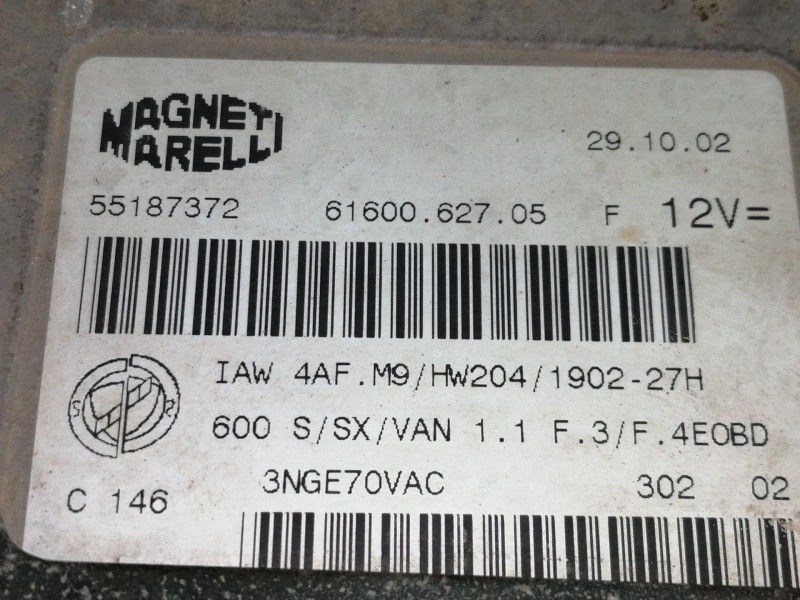 MAGNETI
MARELLI
29.10.02
55187372 61600.627.05 F 12V=
IAW 4AF.M9/HW204/1902-27H
S R
600 S/SX/VAN 1.1 F.3/F.4EOBD
3NGE70VAC 302 02
C 146